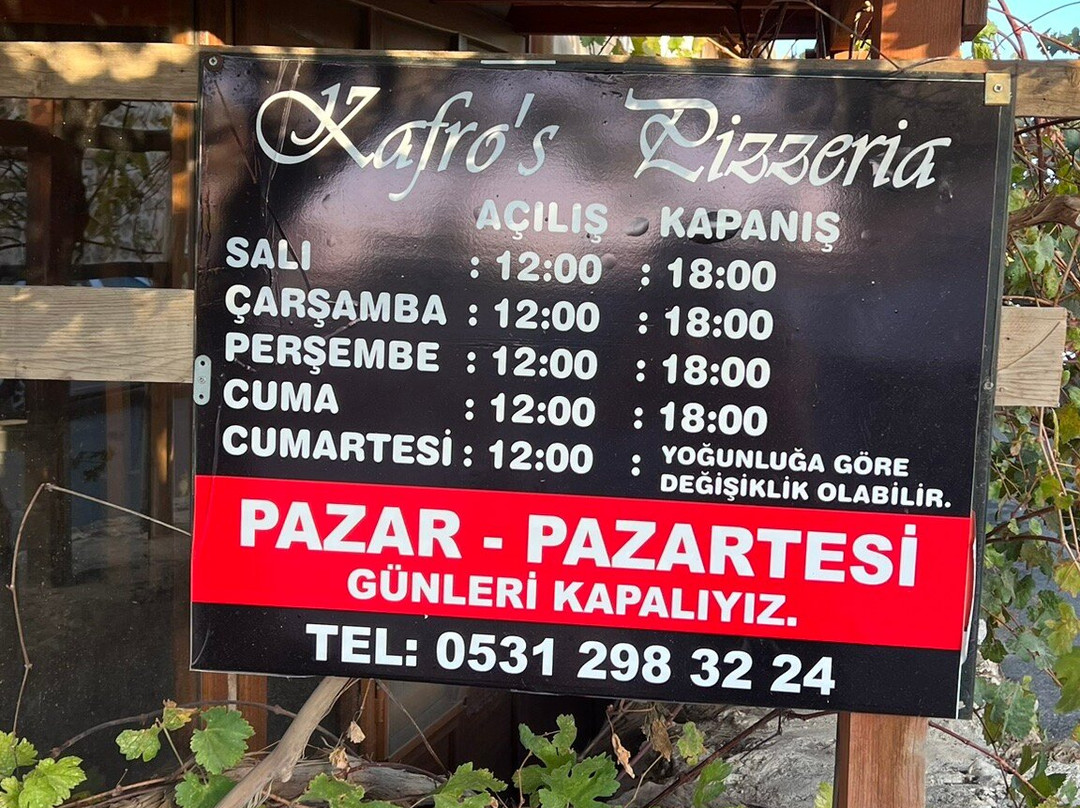 Kafro's Pizzeria
AÇILIŞ KAPANIŞ
SALI : 12:00 : 18:00
ÇARŞAMBA : 12:00 : 18:00
PERŞEMBE : 12:00 : 18:00
CUMA : 12:00 : 18:00
CUMARTESİ : 12:00 : YOĞUNLUĞA GÖRE
DEĞİŞİKLİK OLABİLİR.
PAZAR - PAZARTESİ
GÜNLERİ KAPALIYIZ.
TEL: 0531 298 32 24